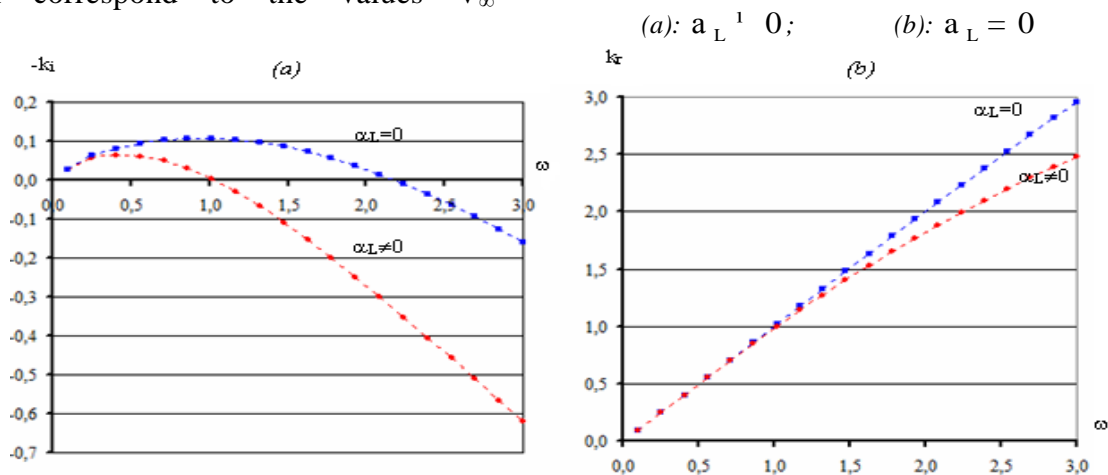 correspond to the values V∞
(a): a L ¹ 0; (b): a L = 0
-ki
(a)
0,2
0,1
0,0
-0,1
-0,2
-0,3
-0,4
-0,5
-0,6
-0,7
0,0
0,5
1,0
1,5
2,0
2,5
3,0
ω
αL=0
αL≠0
kr
(b)
3,0
2,5
2,0
1,5
1,0
0,5
0,0
0,0
0,5
1,0
1,5
2,0
2,5
3,0
ω
αL=0
αL≠0